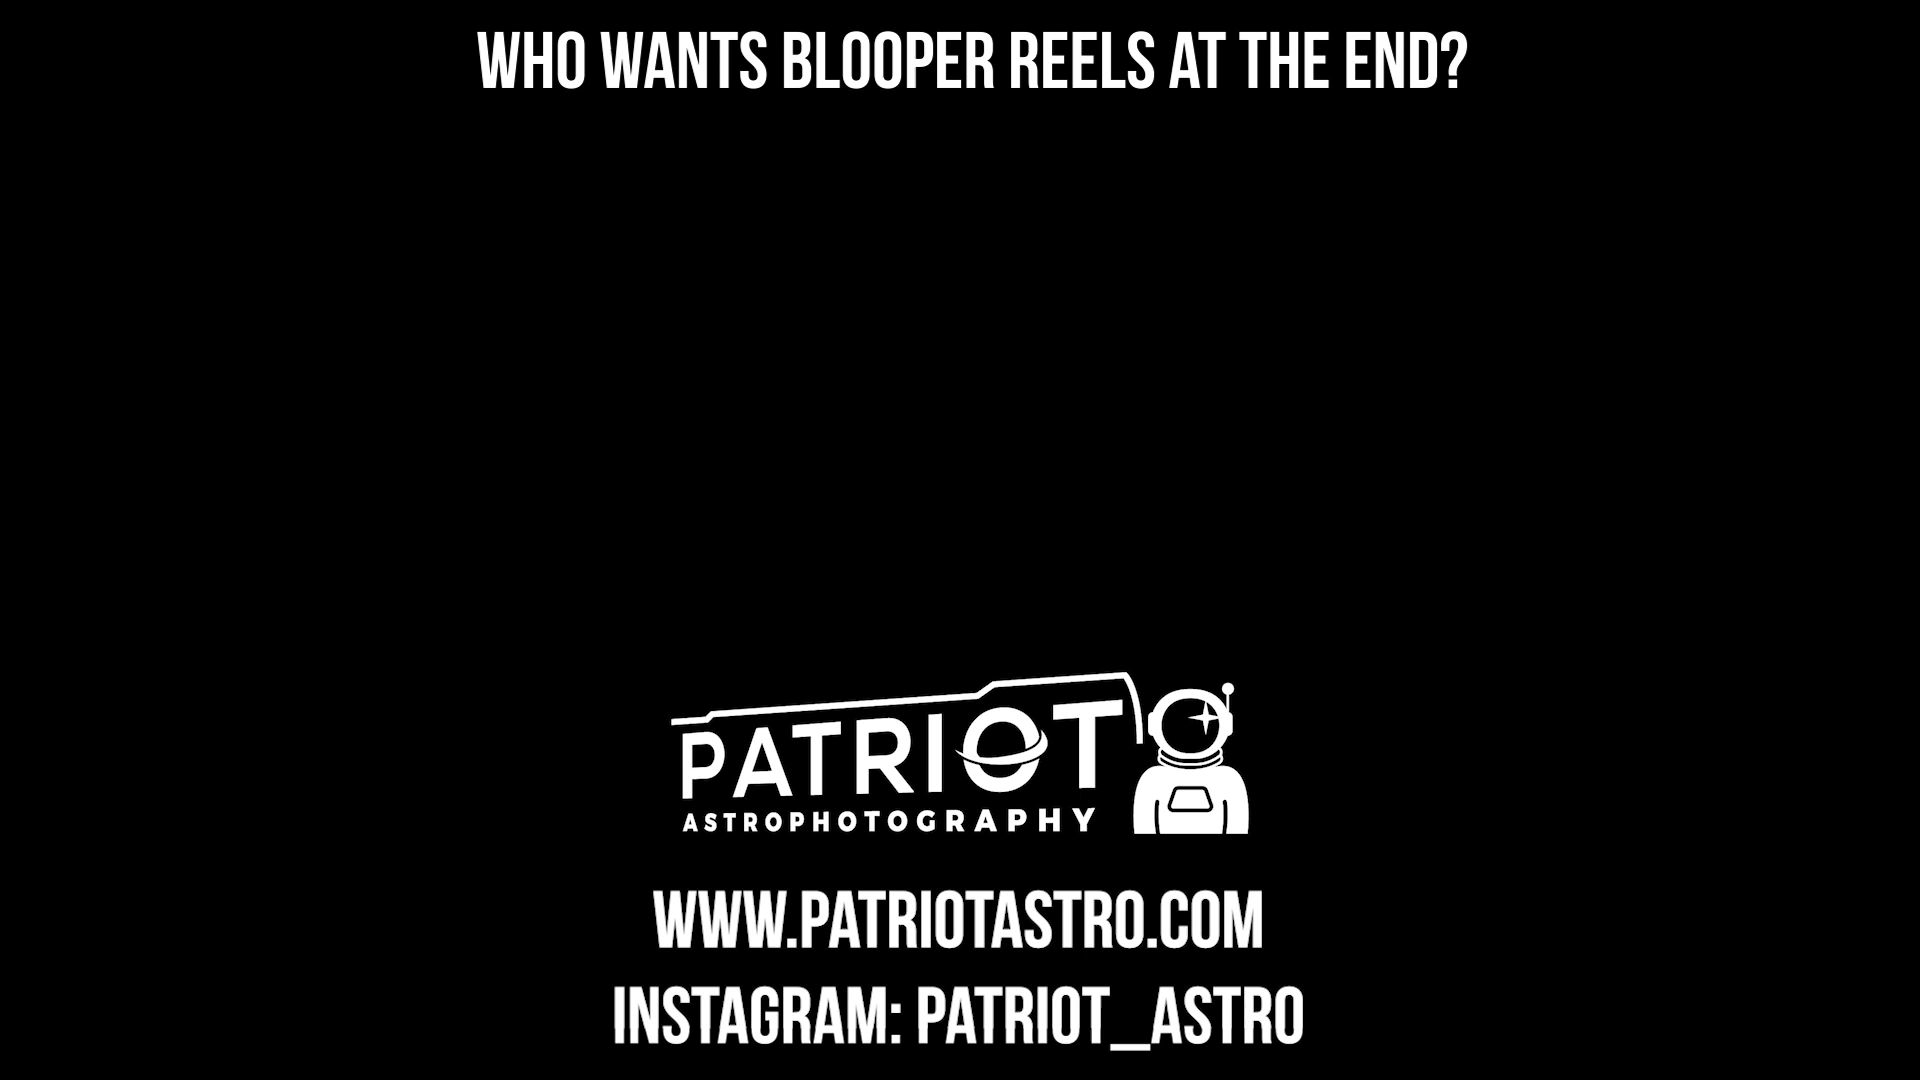 WHO WANTS BLOOPER REELS AT THE END?
PATRIOT
ASTROPHOTOGRAPHY
WWW.PATRIOTASTRO.COM
INSTAGRAM: PATRIOT_ASTRO